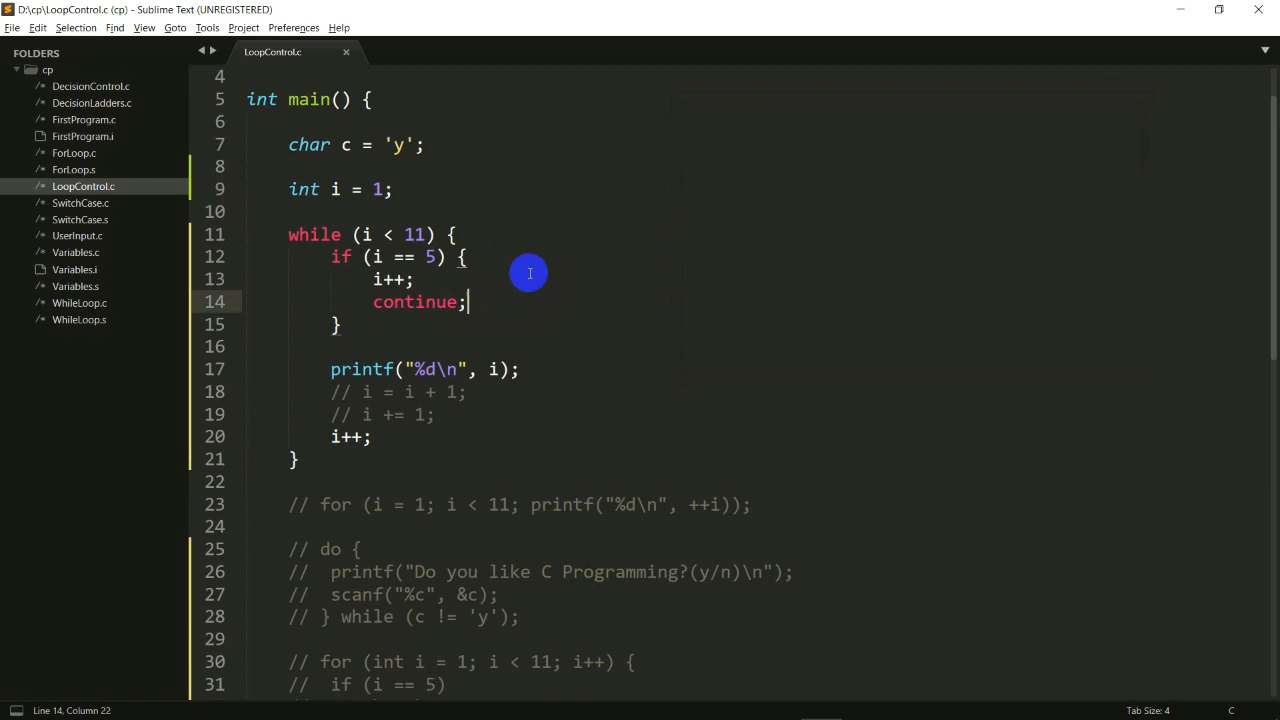 D:\cp\LoopControl.c (cp) - Sublime Text (UNREGISTERED)
File Edit Selection Find View Goto Tools Project Preferences Help
FOLDERS
cp
DecisionControl.c
DecisionLadders.c
FirstProgram.c
FirstProgram.i
ForLoop.c
ForLoop.s
LoopControl.c
SwitchCase.c
SwitchCase.s
UserInput.c
Variables.c
Variables.i
Variables.s
WhileLoop.c
WhileLoop.s
LoopControl.c
4
5 int main() {
6
7 char c = 'y';
8
9 int i = 1;
10
11 while (i < 11) {
12 if (i == 5) {
13 i++;
14 continue;
15 }
16
17 printf("%d\n", i);
18 // i = i + 1;
19 // i += 1;
20 i++;
21 }
22
23 // for (i = 1; i < 11; printf("%d\n", ++i));
24
25 // do {
26 // printf("Do you like C Programming?(y/n)\n");
27 // scanf("%c", &c);
28 // } while (c != 'y');
29
30 // for (int i = 1; i < 11; i++) {
31 // if (i == 5)
Line 14, Column 22
Tab Size: 4
C